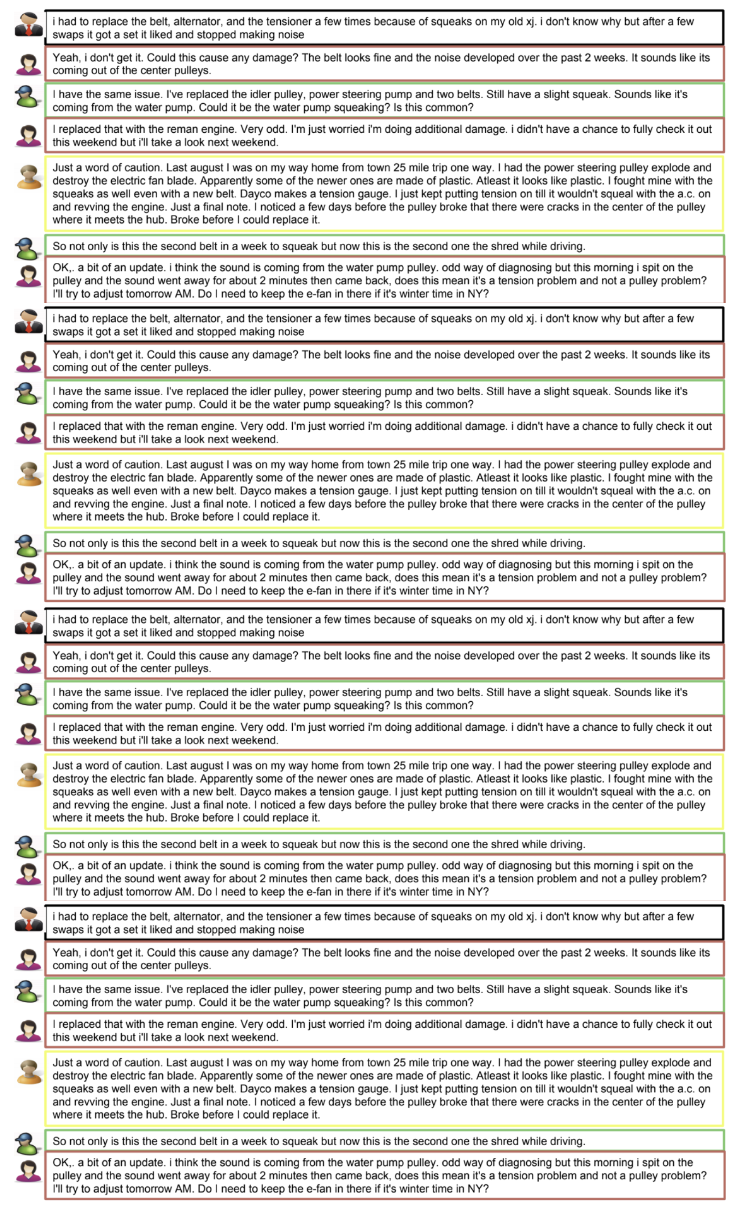 i had to replace the belt, alternator, and the tensioner a few times because of squeaks on my old xj. i don't know why but after a few
swaps it got a set it liked and stopped making noise
Yeah, i don't get it. Could this cause any damage? The belt looks fine and the noise developed over the past 2 weeks. It sounds like its
coming out of the center pulleys.
I have the same issue. I've replaced the idler pulley, power steering pump and two belts. Still have a slight squeak. Sounds like it's
coming from the water pump. Could it be the water pump squeaking? Is this common?
I replaced that with the reman engine. Very odd. I'm just worried i'm doing additional damage. i didn't have a chance to fully check it out
this weekend but i'll take a look next weekend.
Just a word of caution. Last august I was on my way home from town 25 mile trip one way. I had the power steering pulley explode and
destroy the electric fan blade. Apparently some of the newer ones are made of plastic. Atleast it looks like plastic. I fought mine with the
squeaks as well even with a new belt. Dayco makes a tension gauge. I just kept putting tension on till it wouldn't squeal with the a.c. on
and revving the engine. Just a final note. I noticed a few days before the pulley broke that there were cracks in the center of the pulley
where it meets the hub. Broke before I could replace it.
So not only is this the second belt in a week to squeak but now this is the second one the shred while driving.
OK,. a bit of an update. i think the sound is coming from the water pump pulley. odd way of diagnosing but this morning i spit on the
pulley and the sound went away for about 2 minutes then came back, does this mean it's a tension problem and not a pulley problem?
I'll try to adjust tomorrow AM. Do I need to keep the e-fan in there if it's winter time in NY?
i had to replace the belt, alternator, and the tensioner a few times because of squeaks on my old xj. i don't know why but after a few
swaps it got a set it liked and stopped making noise
Yeah, i don't get it. Could this cause any damage? The belt looks fine and the noise developed over the past 2 weeks. It sounds like its
coming out of the center pulleys.
I have the same issue. I've replaced the idler pulley, power steering pump and two belts. Still have a slight squeak. Sounds like it's
coming from the water pump. Could it be the water pump squeaking? Is this common?
I replaced that with the reman engine. Very odd. I'm just worried i'm doing additional damage. i didn't have a chance to fully check it out
this weekend but i'll take a look next weekend.
Just a word of caution. Last august I was on my way home from town 25 mile trip one way. I had the power steering pulley explode and
destroy the electric fan blade. Apparently some of the newer ones are made of plastic. Atleast it looks like plastic. I fought mine with the
squeaks as well even with a new belt. Dayco makes a tension gauge. I just kept putting tension on till it wouldn't squeal with the a.c. on
and revving the engine. Just a final note. I noticed a few days before the pulley broke that there were cracks in the center of the pulley
where it meets the hub. Broke before I could replace it.
So not only is this the second belt in a week to squeak but now this is the second one the shred while driving.
OK,. a bit of an update. i think the sound is coming from the water pump pulley. odd way of diagnosing but this morning i spit on the
pulley and the sound went away for about 2 minutes then came back, does this mean it's a tension problem and not a pulley problem?
I'll try to adjust tomorrow AM. Do I need to keep the e-fan in there if it's winter time in NY?
i had to replace the belt, alternator, and the tensioner a few times because of squeaks on my old xj. i don't know why but after a few
swaps it got a set it liked and stopped making noise
Yeah, i don't get it. Could this cause any damage? The belt looks fine and the noise developed over the past 2 weeks. It sounds like its
coming out of the center pulleys.
I have the same issue. I've replaced the idler pulley, power steering pump and two belts. Still have a slight squeak. Sounds like it's
coming from the water pump. Could it be the water pump squeaking? Is this common?
I replaced that with the reman engine. Very odd. I'm just worried i'm doing additional damage. i didn't have a chance to fully check it out
this weekend but i'll take a look next weekend.
Just a word of caution. Last august I was on my way home from town 25 mile trip one way. I had the power steering pulley explode and
destroy the electric fan blade. Apparently some of the newer ones are made of plastic. Atleast it looks like plastic. I fought mine with the
squeaks as well even with a new belt. Dayco makes a tension gauge. I just kept putting tension on till it wouldn't squeal with the a.c. on
and revving the engine. Just a final note. I noticed a few days before the pulley broke that there were cracks in the center of the pulley
where it meets the hub. Broke before I could replace it.
So not only is this the second belt in a week to squeak but now this is the second one the shred while driving.
OK,. a bit of an update. i think the sound is coming from the water pump pulley. odd way of diagnosing but this morning i spit on the
pulley and the sound went away for about 2 minutes then came back, does this mean it's a tension problem and not a pulley problem?
I'll try to adjust tomorrow AM. Do I need to keep the e-fan in there if it's winter time in NY?
i had to replace the belt, alternator, and the tensioner a few times because of squeaks on my old xj. i don't know why but after a few
swaps it got a set it liked and stopped making noise
Yeah, i don't get it. Could this cause any damage? The belt looks fine and the noise developed over the past 2 weeks. It sounds like its
coming out of the center pulleys.
I have the same issue. I've replaced the idler pulley, power steering pump and two belts. Still have a slight squeak. Sounds like it's
coming from the water pump. Could it be the water pump squeaking? Is this common?
I replaced that with the reman engine. Very odd. I'm just worried i'm doing additional damage. i didn't have a chance to fully check it out
this weekend but i'll take a look next weekend.
Just a word of caution. Last august I was on my way home from town 25 mile trip one way. I had the power steering pulley explode and
destroy the electric fan blade. Apparently some of the newer ones are made of plastic. Atleast it looks like plastic. I fought mine with the
squeaks as well even with a new belt. Dayco makes a tension gauge. I just kept putting tension on till it wouldn't squeal with the a.c. on
and revving the engine. Just a final note. I noticed a few days before the pulley broke that there were cracks in the center of the pulley
where it meets the hub. Broke before I could replace it.
So not only is this the second belt in a week to squeak but now this is the second one the shred while driving.
OK,. a bit of an update. i think the sound is coming from the water pump pulley. odd way of diagnosing but this morning i spit on the
pulley and the sound went away for about 2 minutes then came back, does this mean it's a tension problem and not a pulley problem?
I'll try to adjust tomorrow AM. Do I need to keep the e-fan in there if it's winter time in NY?